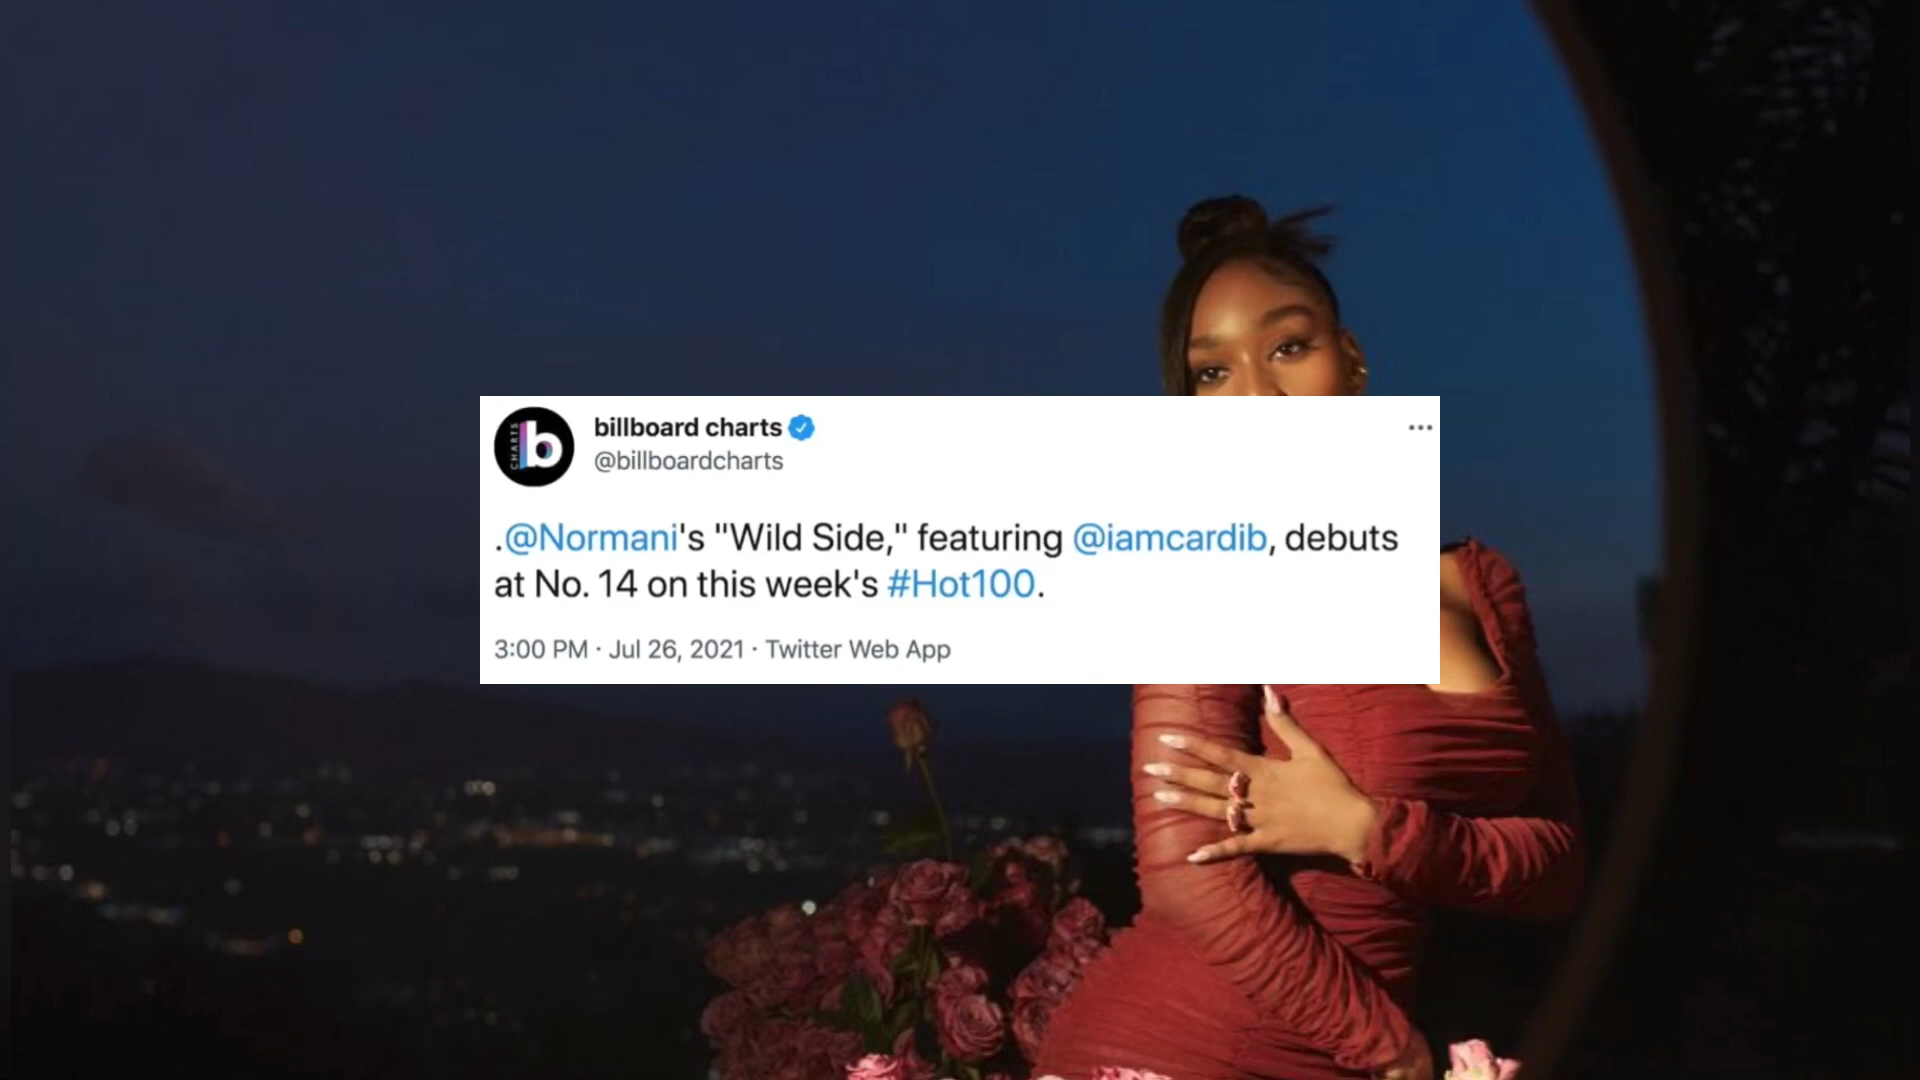 CHARTS b
billboard charts
@billboardcharts
.@Normani's "Wild Side," featuring @iamcardib, debuts
at No. 14 on this week's #Hot100.
3:00 PM · Jul 26, 2021 · Twitter Web App